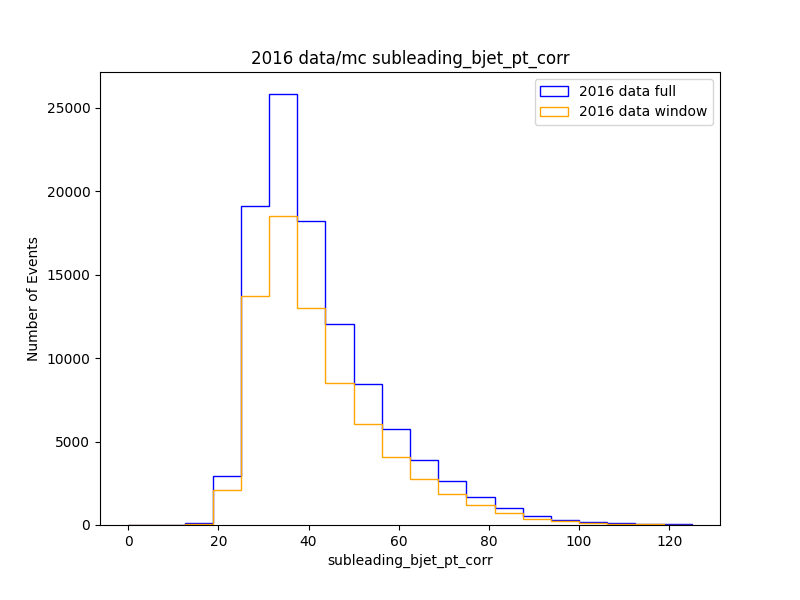 2016 data/mc subleading_bjet_pt_corr
2016 data full
2016 data window
Number of Events
25000
20000
15000
10000
5000
0
0 20 40 60 80 100 120
subleading_bjet_pt_corr